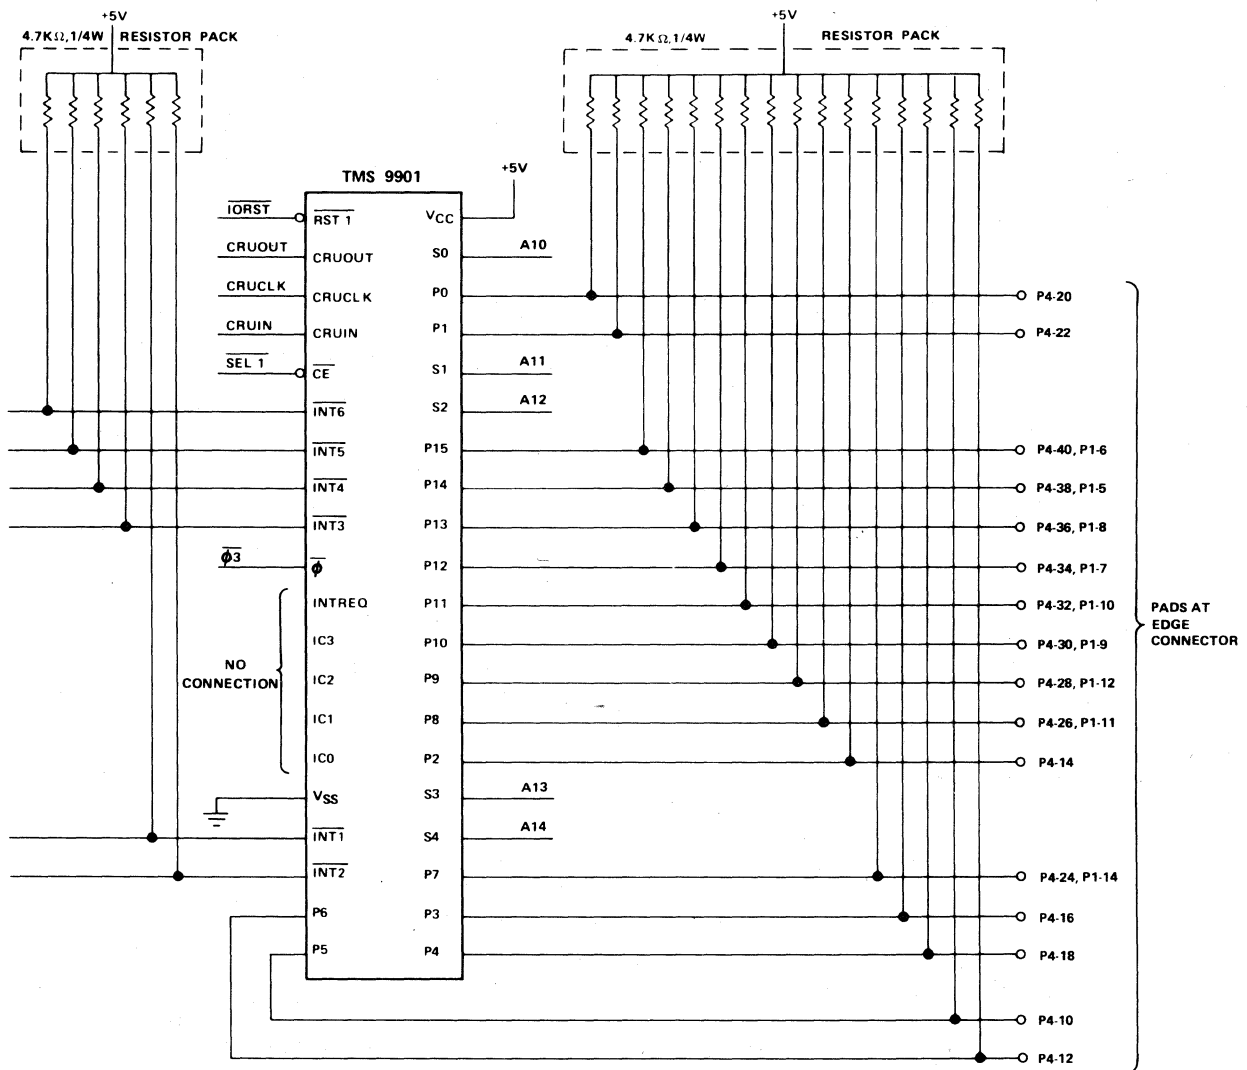 +5V
4.7KΩ,1/4W RESISTOR PACK
+5V
4.7KΩ,1/4W RESISTOR PACK
TMS 9901
+5V
IORST RST 1 VCC
CRUOUT CRUOUT S0 A10
CRUCLK CRUCLK P0 P4-20
CRUIN CRUIN P1 P4-22
SEL 1 CE S1 A11
INT6 S2 A12
INT5 P15 P4-40, P1-6
INT4 P14 P4-38, P1-5
INT3 P13 P4-36, P1-8
ϕ3 ϕ P12 P4-34, P1-7
INTREQ P11 P4-32, P1-10
IC3 P10 P4-30, P1-9
IC2 P9 P4-28, P1-12
IC1 P8 P4-26, P1-11
IC0 P2 P4-14
NO
CONNECTION
PADS AT
EDGE
CONNECTOR
VSS S3 A13
INT1 S4 A14
INT2 P7 P4-24, P1-14
P6 P3 P4-16
P5 P4 P4-18
P4-10
P4-12